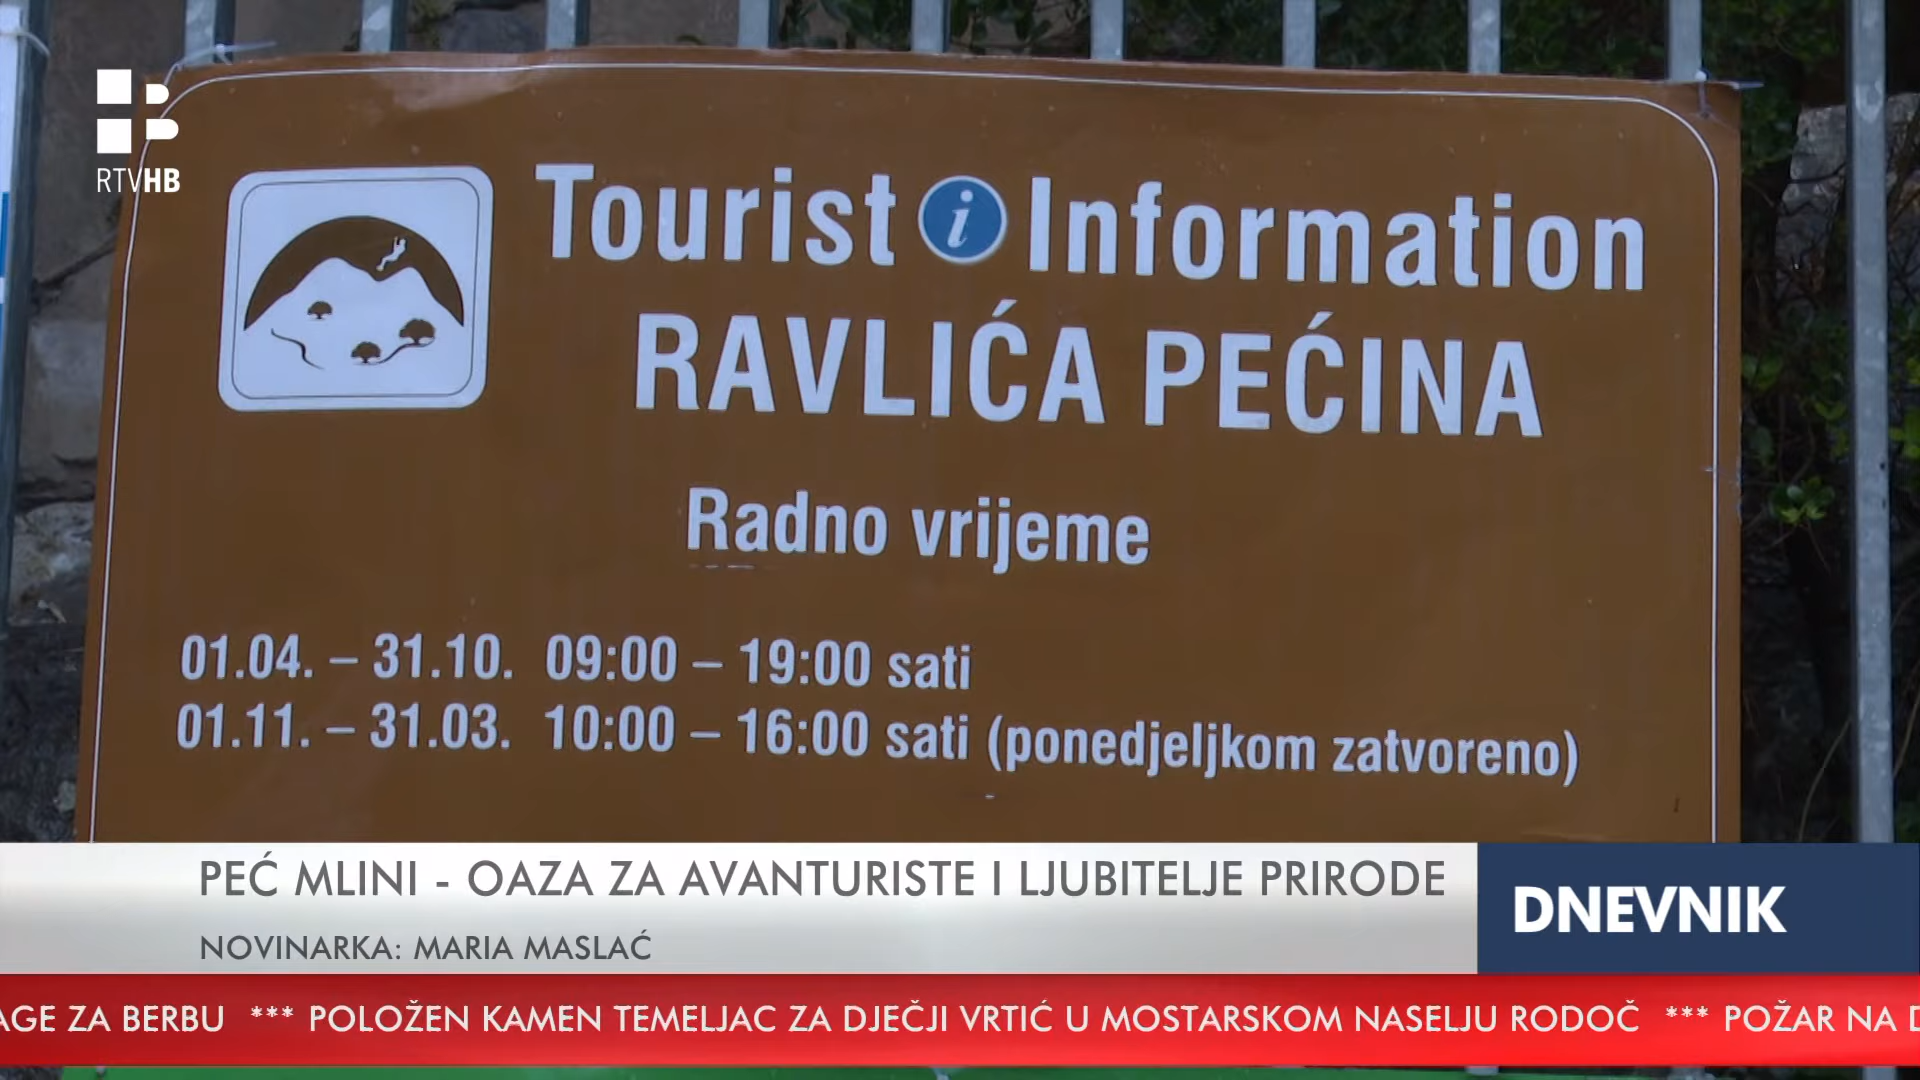 RTVHB
Tourist i Information
RAVLIĆA PEĆINA
Radno vrijeme
01.04. – 31.10. 09:00 – 19:00 sati
01.11. – 31.03. 10:00 – 16:00 sati (ponedjeljkom zatvoreno)
PEĆ MLINI - OAZA ZA AVANTURISTE I LJUBITELJE PRIRODE
DNEVNIK
NOVINARKA: MARIA MASLAĆ
ZA BERBU *** POLOŽEN KAMEN TEMELJAC ZA DJEČJI VRTIĆ U MOSTARSKOM NASELJU RODOČ *** POŽAR NA